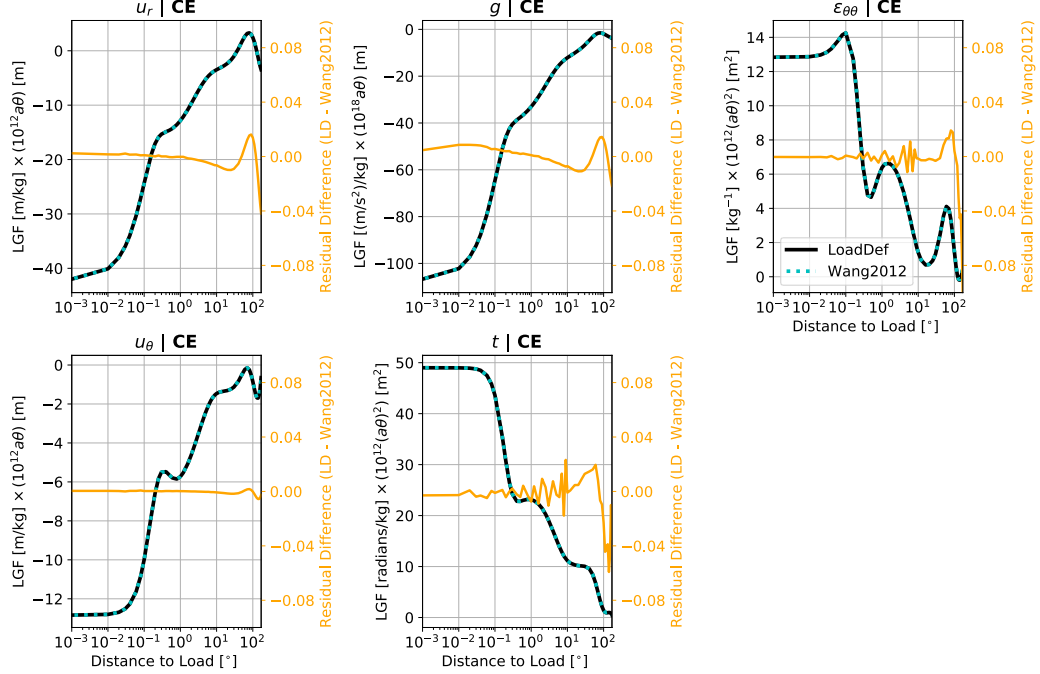 u_r | CE
LGF [m/kg] × (10^12 aθ) [m]
0
−10
−20
−30
−40
10^−3 10^−2 10^−1 10^0 10^1 10^2
0.08
0.04
0.00
−0.04
−0.08
Residual Difference (LD - Wang2012)
g | CE
LGF [(m/s^2)/kg] × (10^18 aθ) [m]
0
−20
−40
−60
−80
−100
10^−3 10^−2 10^−1 10^0 10^1 10^2
0.08
0.04
0.00
−0.04
−0.08
Residual Difference (LD - Wang2012)
ε_θθ | CE
LGF [kg^−1] × (10^12 (aθ)^2) [m^2]
14
12
10
8
6
4
2
0
LoadDef
Wang2012
10^−3 10^−2 10^−1 10^0 10^1 10^2
Distance to Load [°]
0.08
0.04
0.00
−0.04
−0.08
Residual Difference (LD - Wang2012)
u_θ | CE
LGF [m/kg] × (10^12 aθ) [m]
0
−2
−4
−6
−8
−10
−12
10^−3 10^−2 10^−1 10^0 10^1 10^2
Distance to Load [°]
0.08
0.04
0.00
−0.04
−0.08
Residual Difference (LD - Wang2012)
t | CE
LGF [radians/kg] × (10^12 (aθ)^2) [m^2]
50
40
30
20
10
0
10^−3 10^−2 10^−1 10^0 10^1 10^2
Distance to Load [°]
0.08
0.04
0.00
−0.04
−0.08
Residual Difference (LD - Wang2012)